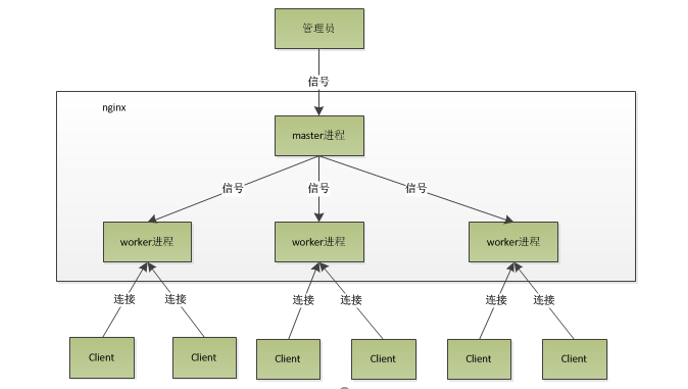 管理员
信号
nginx
master进程
信号 信号 信号
worker进程 worker进程 worker进程
连接 连接 连接 连接 连接 连接
Client Client Client Client Client Client